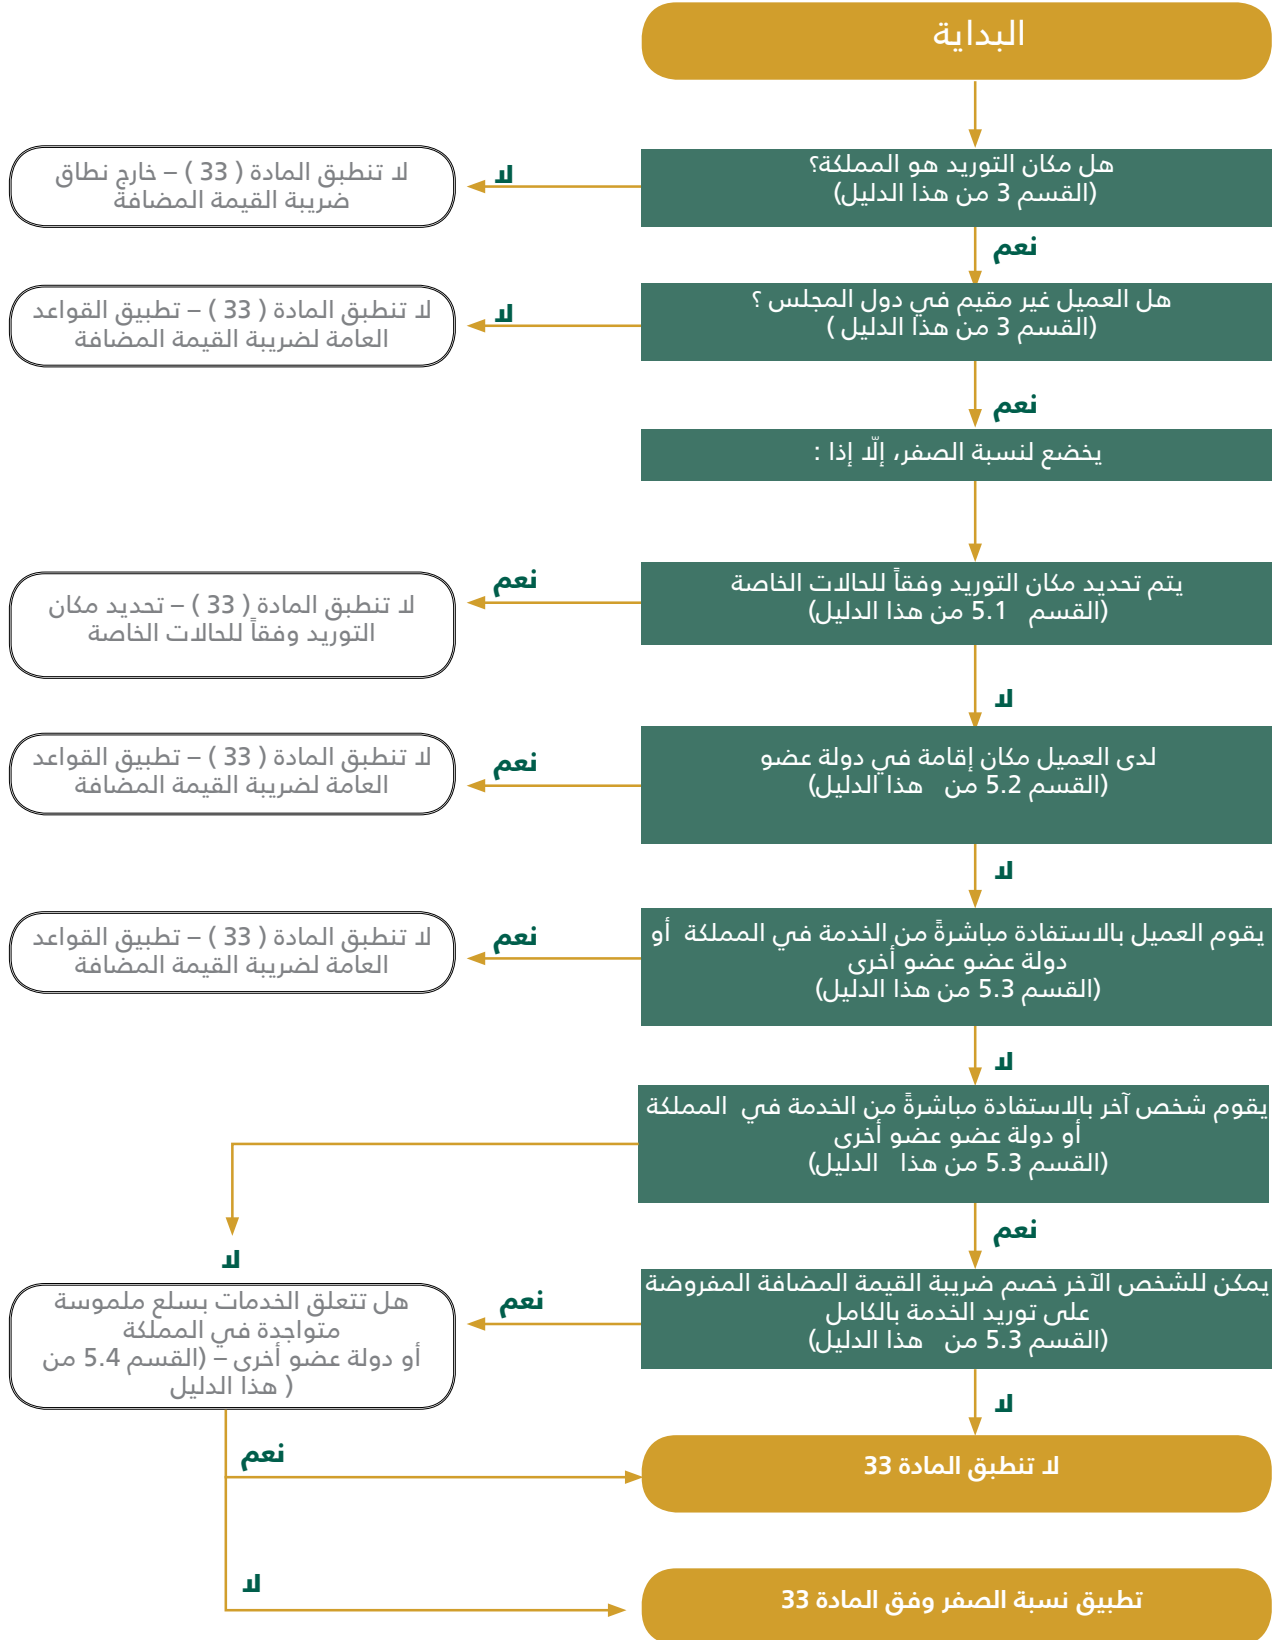 البداية
هل مكان التوريد هو المملكة؟
(القسم 3 من هذا الدليل)
لا
لا تنطبق المادة ( 33 ) – خارج نطاق
ضريبة القيمة المضافة
نعم
هل العميل غير مقيم في دول المجلس ؟
(القسم 3 من هذا الدليل )
لا
لا تنطبق المادة ( 33 ) – تطبيق القواعد
العامة لضريبة القيمة المضافة
نعم
يخضع لنسبة الصفر، إلّا إذا :
يتم تحديد مكان التوريد وفقاً للحالات الخاصة
(القسم 5.1 من هذا الدليل)
نعم
لا تنطبق المادة ( 33 ) – تحديد مكان
التوريد وفقاً للحالات الخاصة
لا
لدى العميل مكان إقامة في دولة عضو
(القسم 5.2 من هذا الدليل)
نعم
لا تنطبق المادة ( 33 ) – تطبيق القواعد
العامة لضريبة القيمة المضافة
لا
يقوم العميل بالاستفادة مباشرةً من الخدمة في المملكة أو
دولة عضو عضو أخرى
(القسم 5.3 من هذا الدليل)
نعم
لا تنطبق المادة ( 33 ) – تطبيق القواعد
العامة لضريبة القيمة المضافة
لا
يقوم شخص آخر بالاستفادة مباشرةً من الخدمة في المملكة
أو دولة عضو عضو أخرى
(القسم 5.3 من هذا الدليل)
لا
نعم
يمكن للشخص الآخر خصم ضريبة القيمة المضافة المفروضة
على توريد الخدمة بالكامل
(القسم 5.3 من هذا الدليل)
نعم
هل تتعلق الخدمات بسلع ملموسة
متواجدة في المملكة
أو دولة عضو أخرى – (القسم 5.4 من
هذا الدليل )
لا
نعم
لا تنطبق المادة 33
لا
تطبيق نسبة الصفر وفق المادة 33